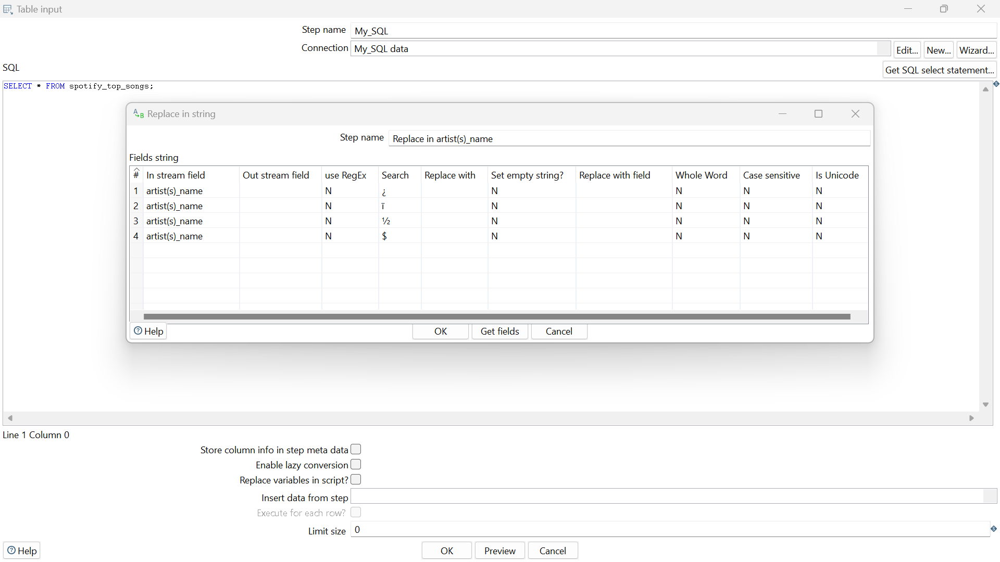 Table input
Step name My_SQL
Connection My_SQL data Edit... New... Wizard...
SQL Get SQL select statement...
SELECT * FROM spotify_top_songs;
Replace in string
Step name Replace in artist(s)_name
Fields string
# In stream field Out stream field use RegEx Search Replace with Set empty string? Replace with field Whole Word Case sensitive Is Unicode
1 artist(s)_name N ¿ N N N N
2 artist(s)_name N ï N N N N
3 artist(s)_name N ½ N N N N
4 artist(s)_name N $ N N N N
Help OK Get fields Cancel
Line 1 Column 0
Store column info in step meta data
Enable lazy conversion
Replace variables in script?
Insert data from step
Execute for each row?
Limit size 0
Help OK Preview Cancel